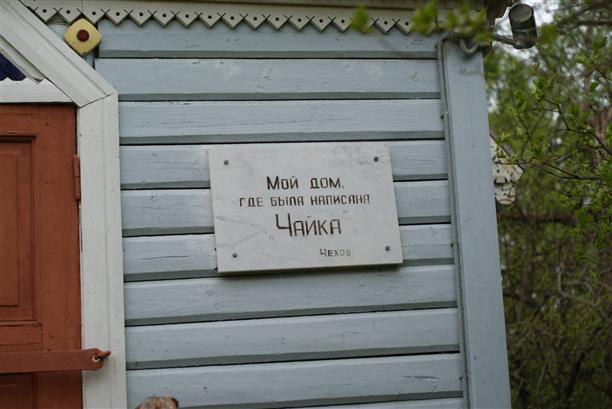 Мой дом,
где была написана
"Чайка"
Чехов